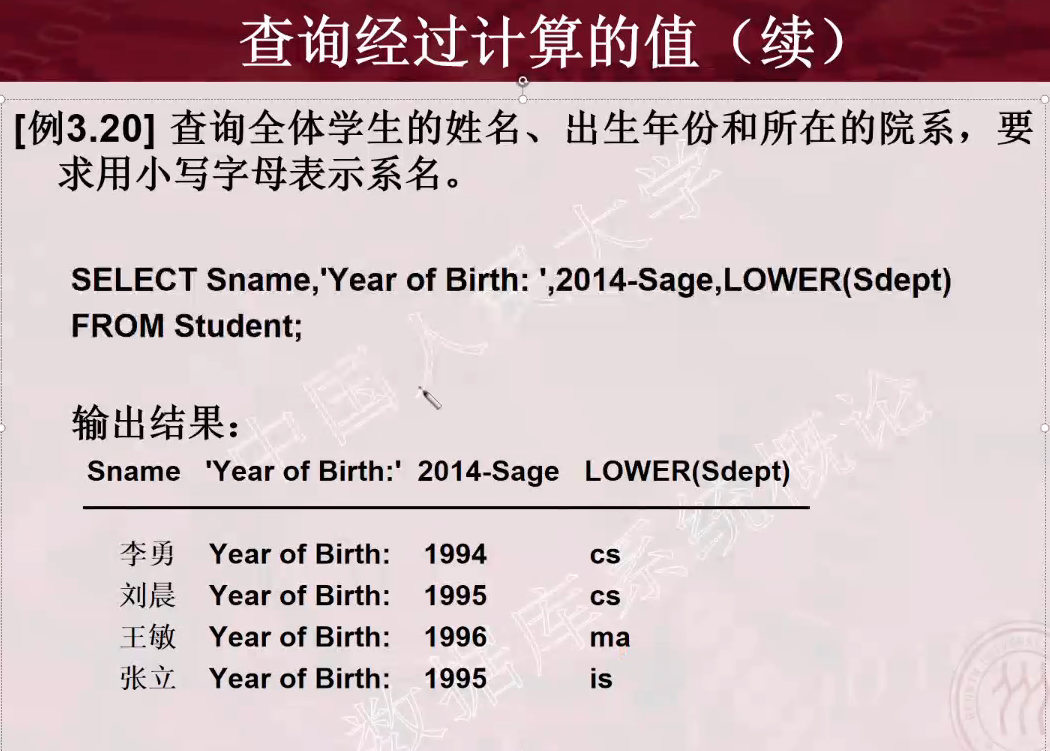 查询经过计算的值（续）
[例3.20] 查询全体学生的姓名、出生年份和所在的院系，要
求用小写字母表示系名。
SELECT Sname,'Year of Birth: ',2014-Sage,LOWER(Sdept)
FROM Student;
输出结果：
Sname 'Year of Birth:' 2014-Sage LOWER(Sdept)
李勇 Year of Birth: 1994 cs
刘晨 Year of Birth: 1995 cs
王敏 Year of Birth: 1996 ma
张立 Year of Birth: 1995 is
中国人民大学
数据库系统概论